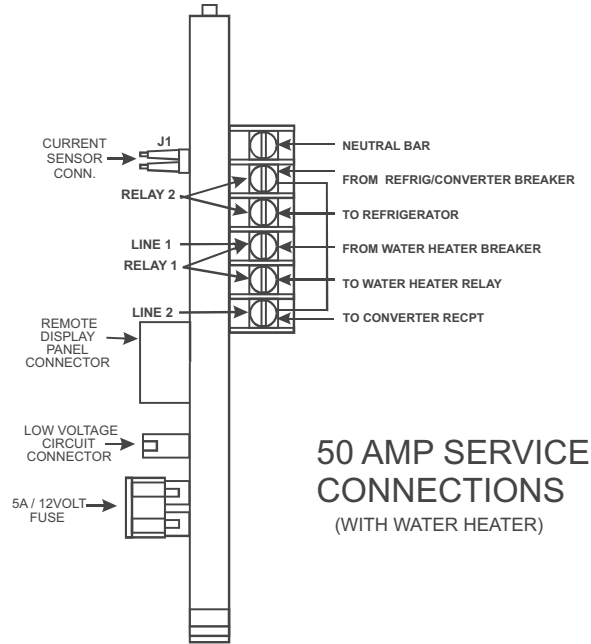 J1
CURRENT
SENSOR
CONN.
RELAY 2
LINE 1
RELAY 1
LINE 2
REMOTE
DISPLAY
PANEL
CONNECTOR
LOW VOLTAGE
CIRCUIT
CONNECTOR
5A / 12VOLT
FUSE
NEUTRAL BAR
FROM REFRIG/CONVERTER BREAKER
TO REFRIGERATOR
FROM WATER HEATER BREAKER
TO WATER HEATER RELAY
TO CONVERTER RECPT
50 AMP SERVICE
CONNECTIONS
(WITH WATER HEATER)